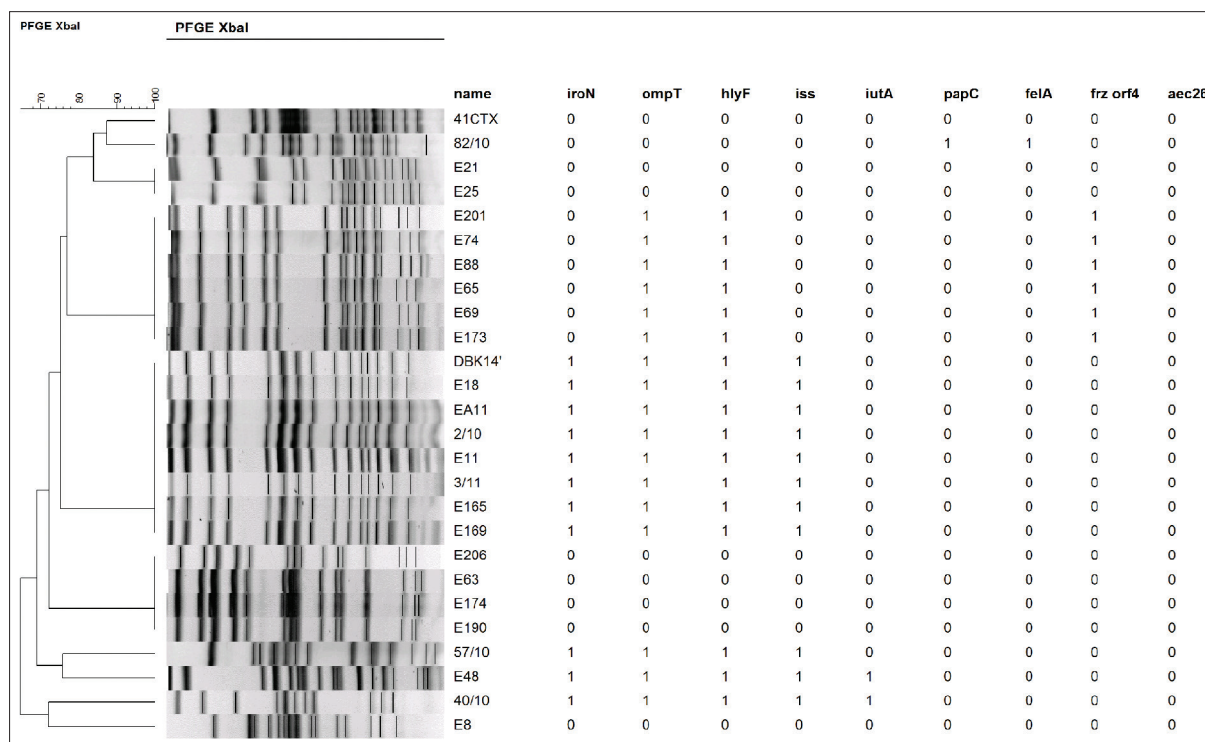 PFGE XbaI PFGE XbaI
70 80 90 100
name iroN ompT hlyF iss iutA papC felA frz orf4 aec26
41CTX 0 0 0 0 0 0 0 0 0
82/10 0 0 0 0 0 1 1 0 0
E21 0 0 0 0 0 0 0 0 0
E25 0 0 0 0 0 0 0 0 0
E201 0 1 1 0 0 0 0 1 0
E74 0 1 1 0 0 0 0 1 0
E88 0 1 1 0 0 0 0 1 0
E65 0 1 1 0 0 0 0 1 0
E69 0 1 1 0 0 0 0 1 0
E173 0 1 1 0 0 0 0 1 0
DBK14' 1 1 1 1 0 0 0 0 0
E18 1 1 1 1 0 0 0 0 0
EA11 1 1 1 1 0 0 0 0 0
2/10 1 1 1 1 0 0 0 0 0
E11 1 1 1 1 0 0 0 0 0
3/11 1 1 1 1 0 0 0 0 0
E165 1 1 1 1 0 0 0 0 0
E169 1 1 1 1 0 0 0 0 0
E206 0 0 0 0 0 0 0 0 0
E63 0 0 0 0 0 0 0 0 0
E174 0 0 0 0 0 0 0 0 0
E190 0 0 0 0 0 0 0 0 0
57/10 1 1 1 1 0 0 0 0 0
E48 1 1 1 1 1 0 0 0 0
40/10 1 1 1 1 1 0 0 0 0
E8 0 0 0 0 0 0 0 0 0